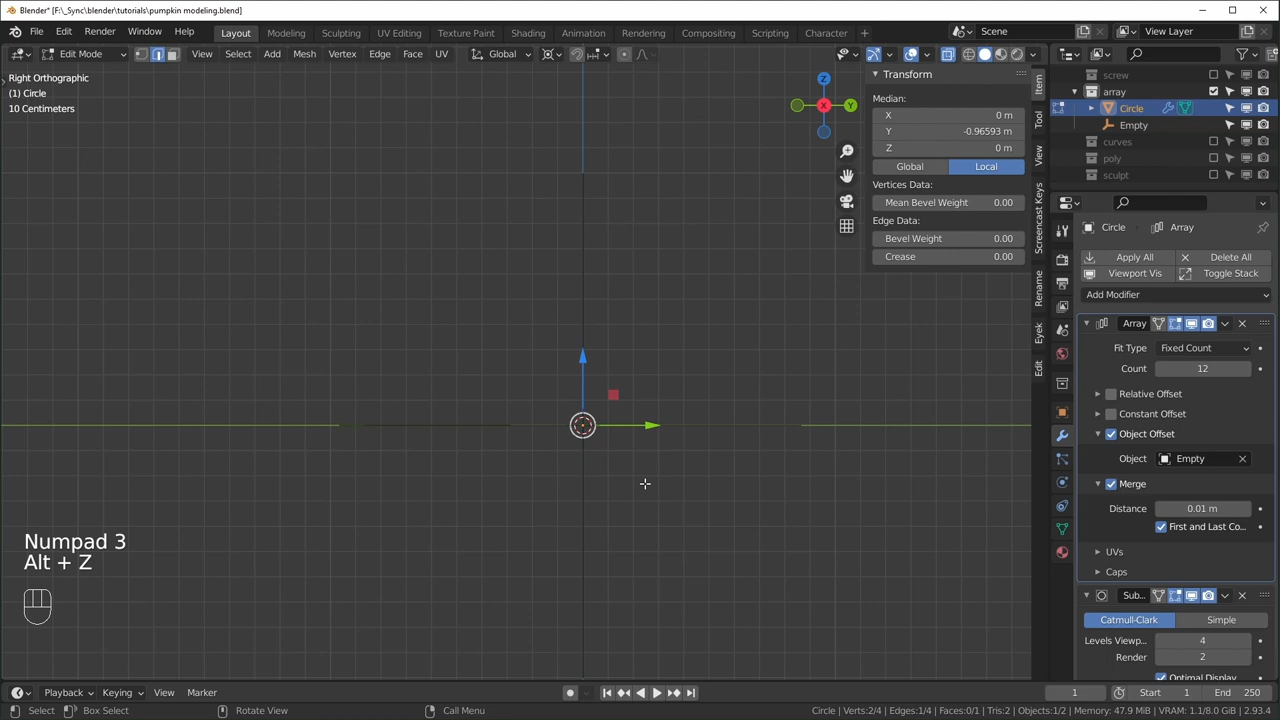 Blender* [F:\_Sync\blender\tutorials\pumpkin modeling.blend]
File Edit Render Window Help Layout Modeling Sculpting UV Editing Texture Paint Shading Animation Rendering Compositing Scripting Character + Scene View Layer
Edit Mode View Select Add Mesh Vertex Edge Face UV Global
Right Orthographic
(1) Circle
10 Centimeters
Z
X
Y
Numpad 3
Alt + Z
Transform
Median:
X 0 m
Y -0.96593 m
Z 0 m
Global Local
Vertices Data:
Mean Bevel Weight 0.00
Edge Data:
Bevel Weight 0.00
Crease 0.00
Item
Tool
View
Screencast Keys
Rename
Eyek
Edit
screw
array
Circle
Empty
curves
poly
sculpt
Circle Array
Apply All Delete All
Viewport Vis Toggle Stack
Add Modifier
Array
Fit Type Fixed Count
Count 12
Relative Offset
Constant Offset
Object Offset
Object Empty
Merge
Distance 0.01 m
First and Last Co...
UVs
Caps
Sub...
Catmull-Clark Simple
Levels Viewp... 4
Render 2
Optimal Display
Playback Keying View Marker 1 Start 1 End 250
Select Box Select Rotate View Call Menu Circle | Verts:2/4 | Edges:1/4 | Faces:0/1 | Tris:2 | Objects:1/2 | Memory: 47.9 MiB | VRAM: 1.1/8.0 GiB | 2.93.4